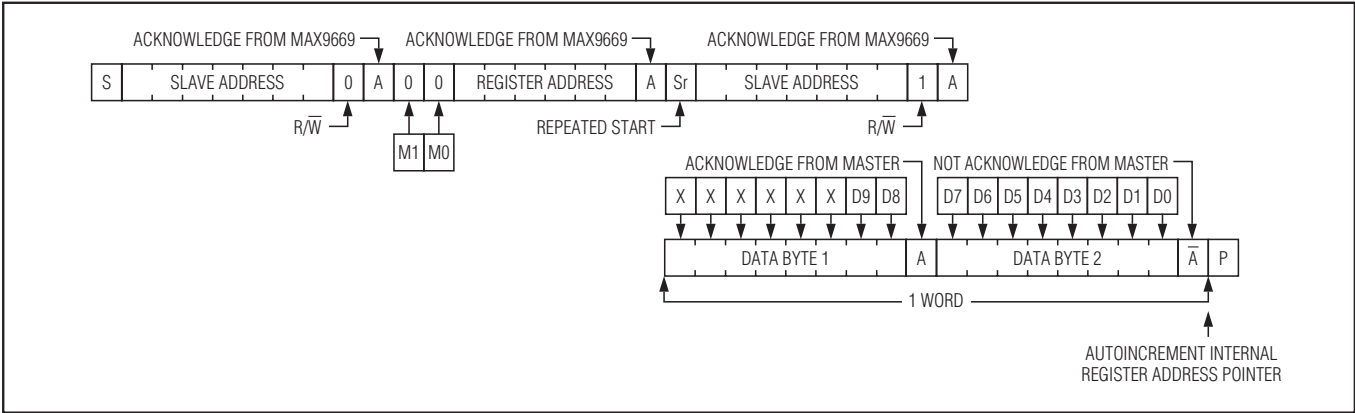 ACKNOWLEDGE FROM MAX9669 ACKNOWLEDGE FROM MAX9669 ACKNOWLEDGE FROM MAX9669
S SLAVE ADDRESS 0 A 0 0 REGISTER ADDRESS A Sr SLAVE ADDRESS 1 A
R/W̅ REPEATED START R/W̅
M1 M0
ACKNOWLEDGE FROM MASTER NOT ACKNOWLEDGE FROM MASTER
X X X X X X D9 D8 D7 D6 D5 D4 D3 D2 D1 D0
DATA BYTE 1 A DATA BYTE 2 A̅ P
1 WORD
AUTOINCREMENT INTERNAL
REGISTER ADDRESS POINTER